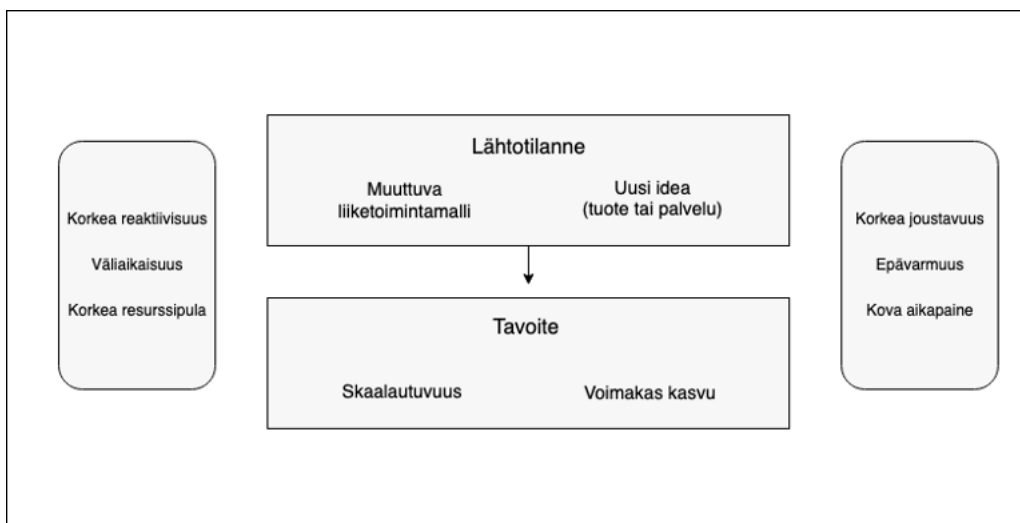 Korkea reaktiivisuus
Väliaikaisuus
Korkea resurssipula
Lähtotilanne
Muuttuva
liiketoimintamalli
Uusi idea
(tuote tai palvelu)
Tavoite
Skaalautuvuus
Voimakas kasvu
Korkea joustavuus
Epävarmuus
Kova aikapaine